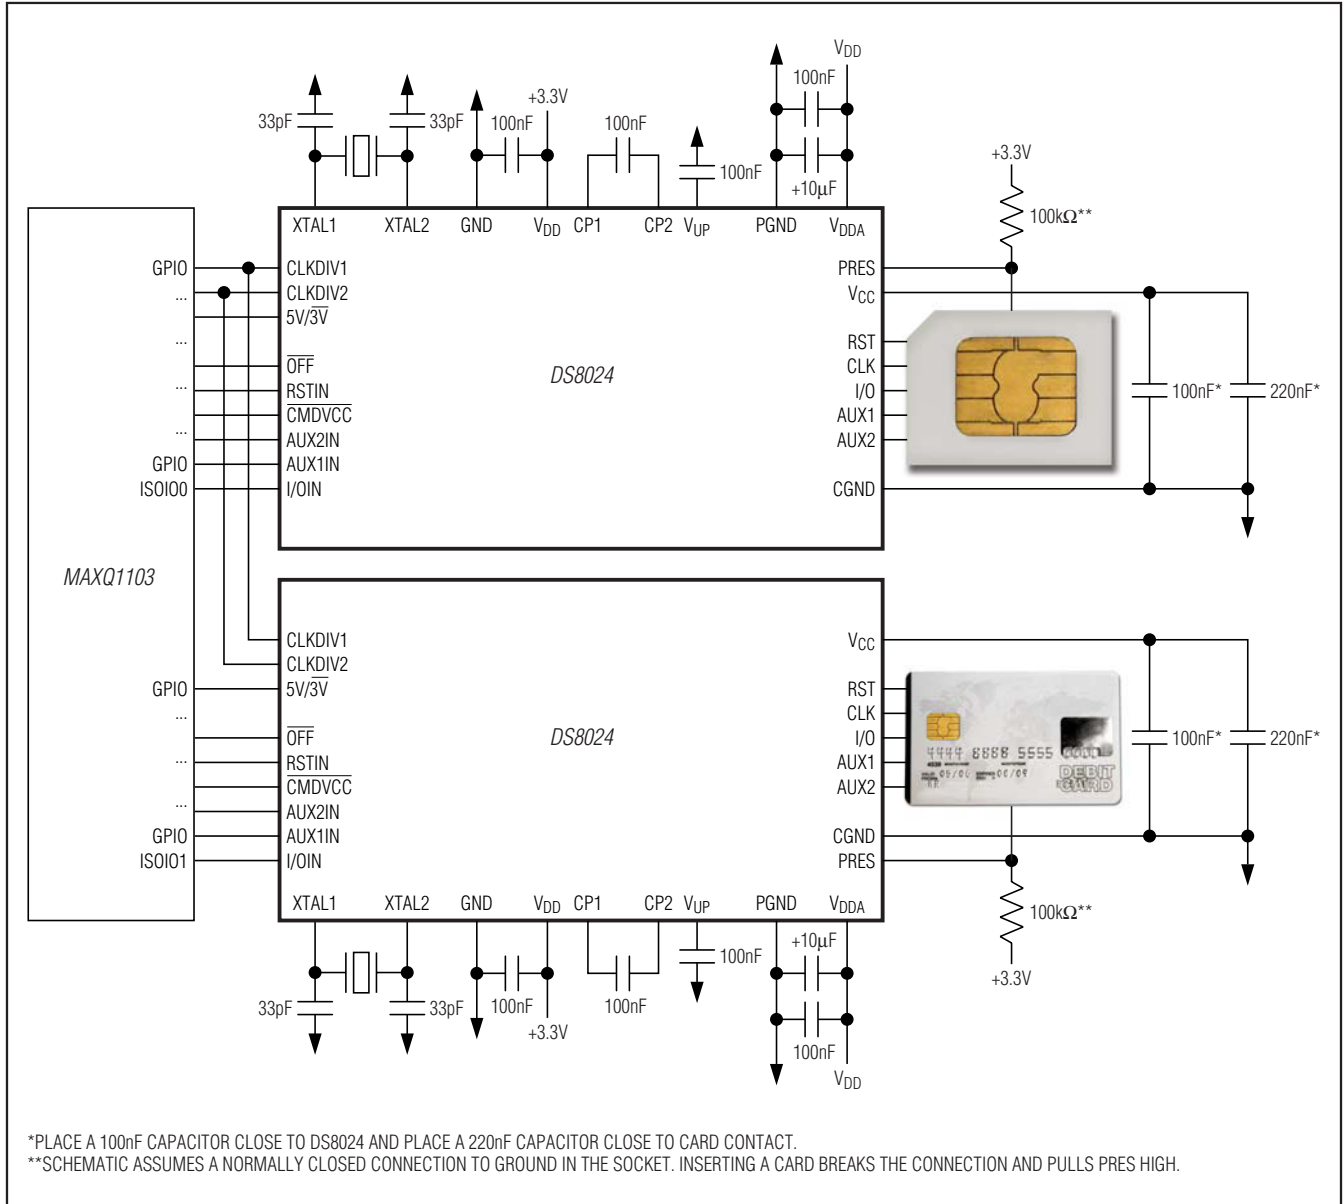 V_DD
100nF
+3.3V
33pF
33pF
100nF
100nF
100nF
+10µF
+3.3V
100kΩ**
XTAL1 XTAL2 GND V_DD CP1 CP2 V_UP PGND V_DDA
GPIO CLKDIV1 PRES
... CLKDIV2 V_CC
5V/3V̅
... RST
O̅F̅F̅ CLK
... RSTIN I/O
C̅M̅D̅V̅C̅C̅ AUX1
... AUX2IN AUX2
GPIO AUX1IN
ISOIO0 I/OIN CGND
DS8024
100nF* 220nF*
MAXQ1103
CLKDIV1 V_CC
CLKDIV2
GPIO 5V/3V̅ RST
... CLK
O̅F̅F̅ I/O
... RSTIN AUX1
C̅M̅D̅V̅C̅C̅ AUX2
... AUX2IN
GPIO AUX1IN CGND
ISOIO1 I/OIN PRES
DS8024
4444 8888 5555
DEBIT
CARD
100nF* 220nF*
XTAL1 XTAL2 GND V_DD CP1 CP2 V_UP PGND V_DDA
100kΩ**
+3.3V
+10µF
100nF
33pF
33pF
100nF
100nF
+3.3V
100nF
V_DD
*PLACE A 100nF CAPACITOR CLOSE TO DS8024 AND PLACE A 220nF CAPACITOR CLOSE TO CARD CONTACT.
**SCHEMATIC ASSUMES A NORMALLY CLOSED CONNECTION TO GROUND IN THE SOCKET. INSERTING A CARD BREAKS THE CONNECTION AND PULLS PRES HIGH.